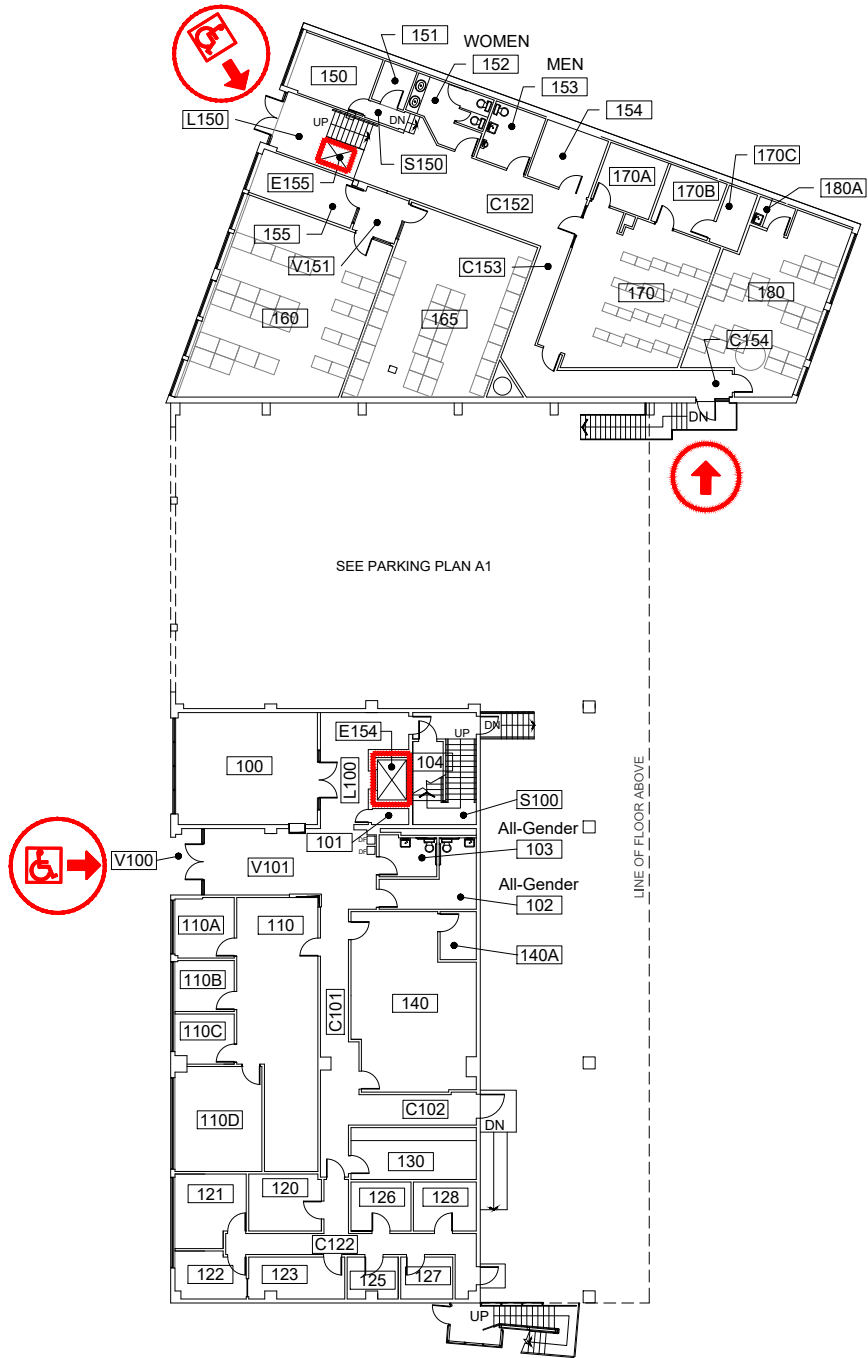 151
WOMEN
152
MEN
153
154
150
L150
UP
DN
S150
E155
170C
170A
170B
180A
C152
155
V151
C153
160
165
170
180
C154
DN
SEE PARKING PLAN A1
E154
DN
UP
100
L100
104
S100
101
DF
DF
All-Gender
103
V100
V101
All-Gender
102
LINE OF FLOOR ABOVE
110A
110
140A
110B
140
C101
110C
110D
C102
DN
130
121
120
126
128
C122
122
123
125
127
UP